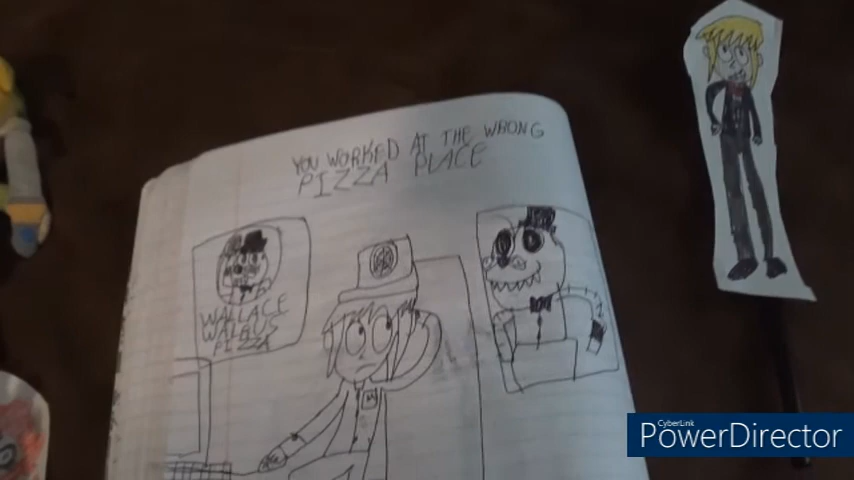 YOU WORKED AT THE WRONG
PIZZA PLACE
WALLACE
WALRUS
PIZZA
CyberLink
PowerDirector